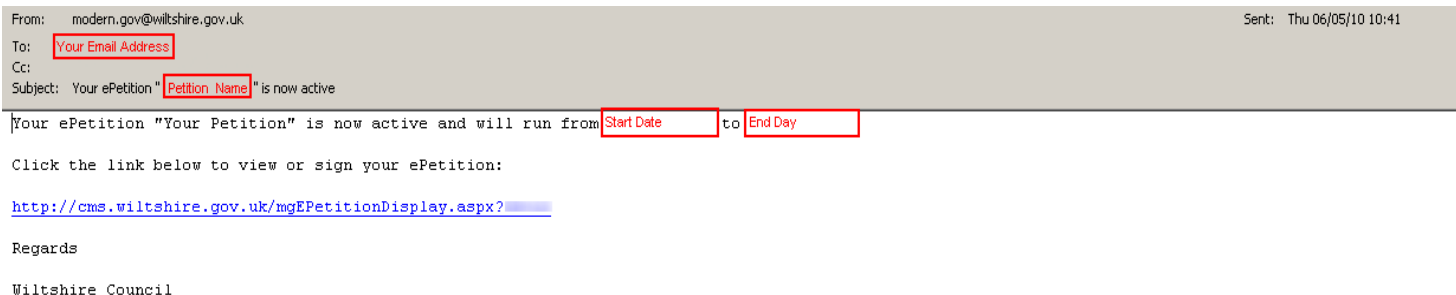 From: modern.gov@wiltshire.gov.uk Sent: Thu 06/05/10 10:41
To: Your Email Address
Cc:
Subject: Your ePetition " Petition Name " is now active
Your ePetition "Your Petition" is now active and will run from Start Date to End Day
Click the link below to view or sign your ePetition:
http://cms.wiltshire.gov.uk/mgEPetitionDisplay.aspx?
Regards
Wiltshire Council